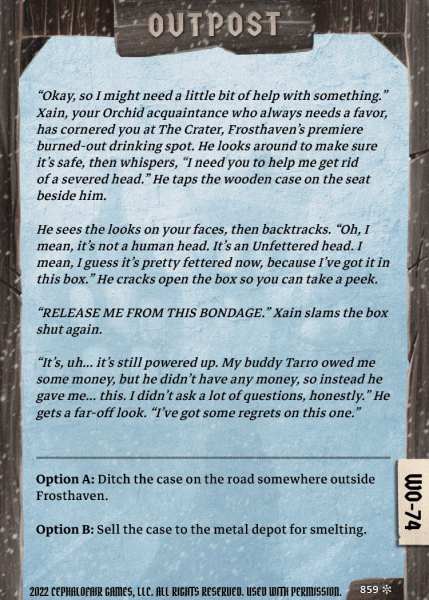 OUTPOST
“Okay, so I might need a little bit of help with something.”
Xain, your Orchid acquaintance who always needs a favor,
has cornered you at The Crater, Frosthaven’s premiere
burned-out drinking spot. He looks around to make sure
it’s safe, then whispers, “I need you to help me get rid
of a severed head.” He taps the wooden case on the seat
beside him.
He sees the looks on your faces, then backtracks. “Oh, I
mean, it’s not a human head. It’s an Unfettered head. I
mean, I guess it’s pretty fettered now, because I’ve got it in
this box.” He cracks open the box so you can take a peek.
“RELEASE ME FROM THIS BONDAGE.” Xain slams the box
shut again.
“It’s, uh... it’s still powered up. My buddy Tarro owed me
some money, but he didn’t have any money, so instead he
gave me... this. I didn’t ask a lot of questions, honestly.” He
gets a far-off look. “I’ve got some regrets on this one.”
Option A: Ditch the case on the road somewhere outside
Frosthaven.
Option B: Sell the case to the metal depot for smelting.
WO-74
2022 CEPHALOFAIR GAMES, LLC. ALL RIGHTS RESERVED. USED WITH PERMISSION.
859